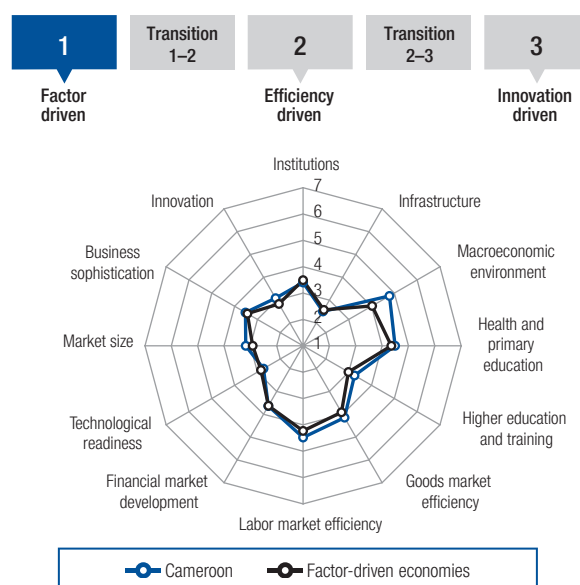 1
Transition
1–2
2
Transition
2–3
3
Factor
driven
Efficiency
driven
Innovation
driven
Institutions
Innovation
7
Infrastructure
6
Business
sophistication
5
Macroeconomic
environment
4
3
2
Market size
1
Health and
primary
education
Technological
readiness
Higher education
and training
Financial market
development
Goods market
efficiency
Labor market efficiency
Cameroon
Factor-driven economies